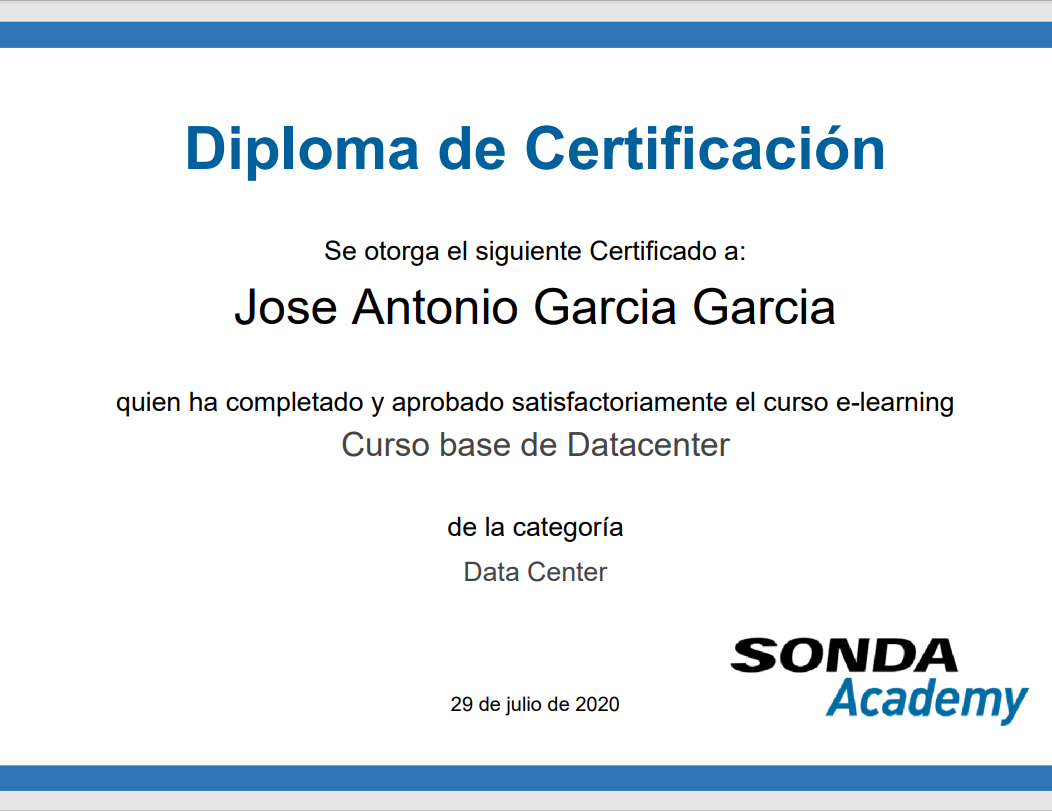 Diploma de Certificación
Se otorga el siguiente Certificado a:
Jose Antonio Garcia Garcia
quien ha completado y aprobado satisfactoriamente el curso e-learning
Curso base de Datacenter
de la categoría
Data Center
SONDA
Academy
29 de julio de 2020